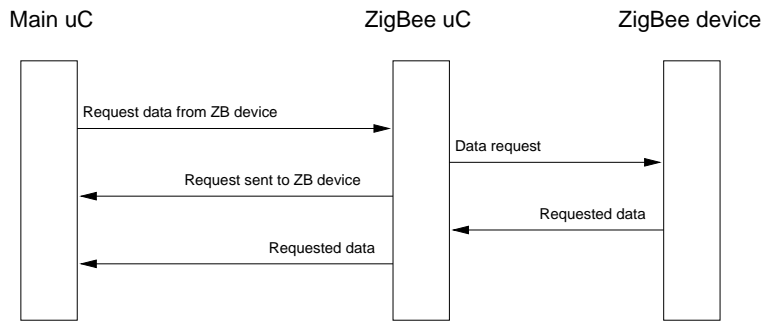 Main uC
ZigBee uC
ZigBee device
Request data from ZB device
Data request
Request sent to ZB device
Requested data
Requested data